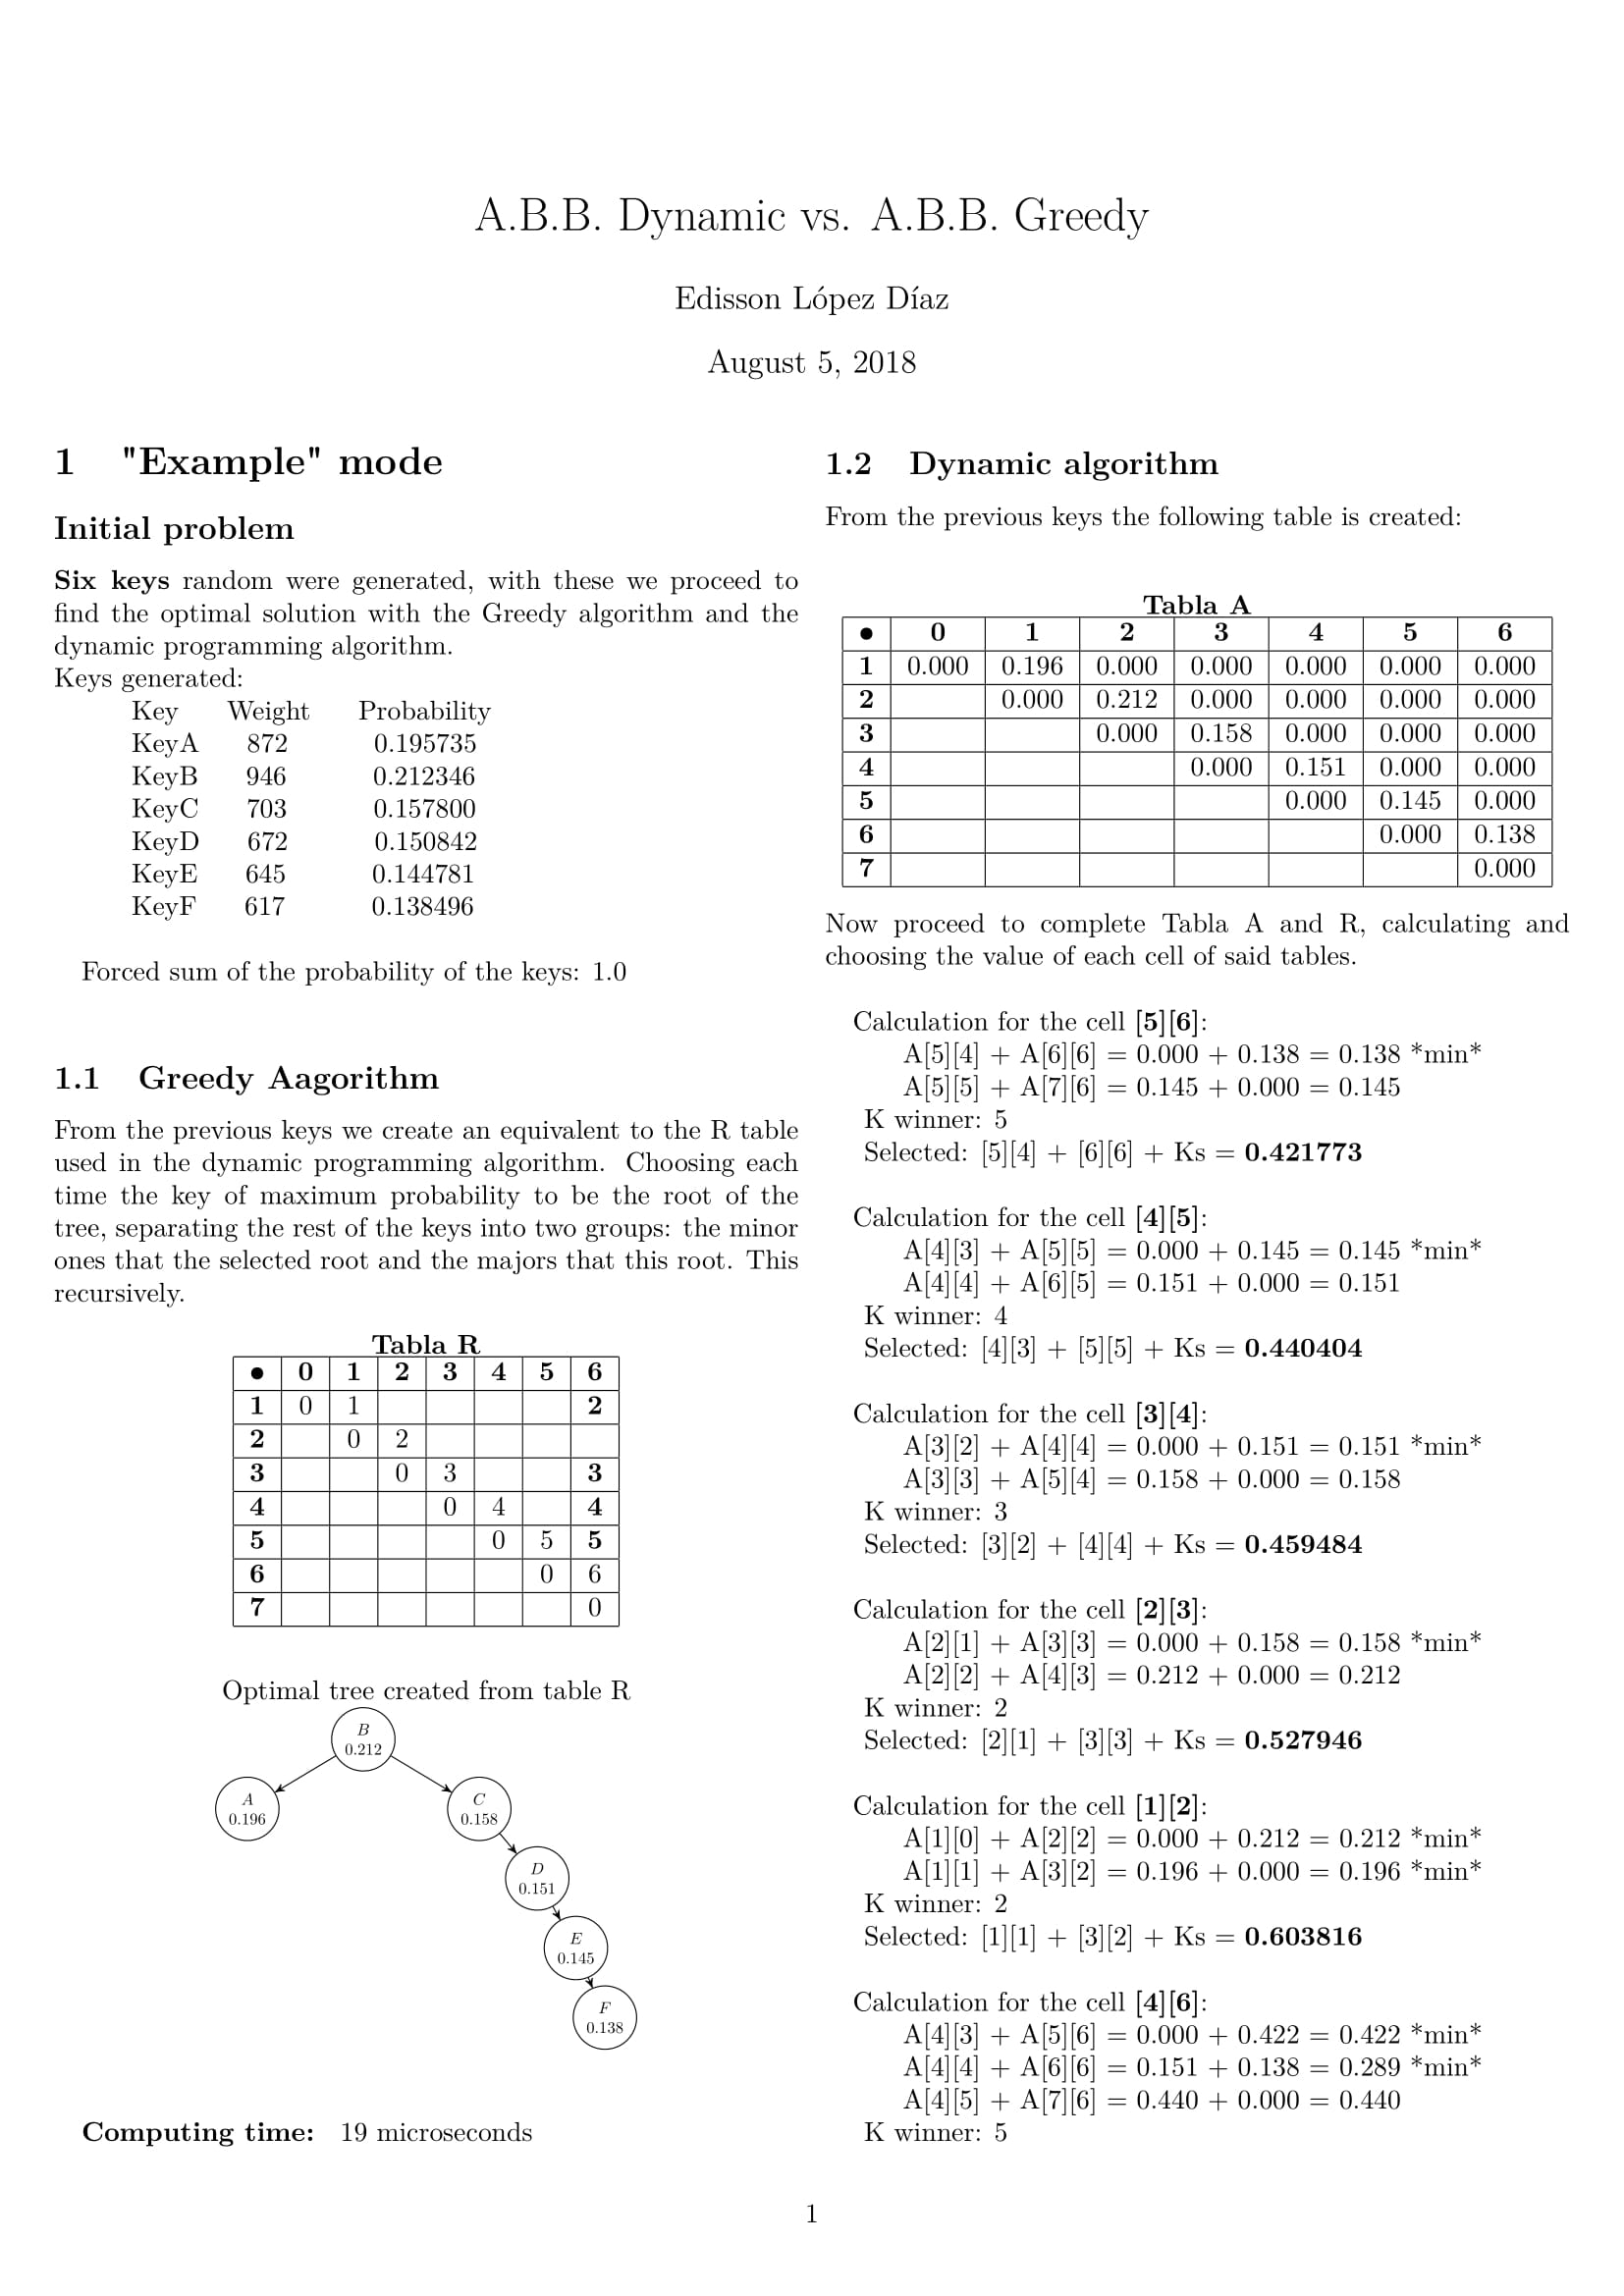 A.B.B. Dynamic vs. A.B.B. Greedy
Edisson López Díaz
August 5, 2018
1 "Example" mode
Initial problem
Six keys random were generated, with these we proceed to
find the optimal solution with the Greedy algorithm and the
dynamic programming algorithm.
Keys generated:
Key Weight Probability
KeyA 872 0.195735
KeyB 946 0.212346
KeyC 703 0.157800
KeyD 672 0.150842
KeyE 645 0.144781
KeyF 617 0.138496
Forced sum of the probability of the keys: 1.0
1.1 Greedy Aagorithm
From the previous keys we create an equivalent to the R table
used in the dynamic programming algorithm. Choosing each
time the key of maximum probability to be the root of the
tree, separating the rest of the keys into two groups: the minor
ones that the selected root and the majors that this root. This
recursively.
Tabla R
• 0 1 2 3 4 5 6
1 0 1 2
2 0 2
3 0 3 3
4 0 4 4
5 0 5 5
6 0 6
7 0
Optimal tree created from table R
B
0.212
A
0.196
C
0.158
D
0.151
E
0.145
F
0.138
Computing time: 19 microseconds
1.2 Dynamic algorithm
From the previous keys the following table is created:
Tabla A
• 0 1 2 3 4 5 6
1 0.000 0.196 0.000 0.000 0.000 0.000 0.000
2 0.000 0.212 0.000 0.000 0.000 0.000
3 0.000 0.158 0.000 0.000 0.000
4 0.000 0.151 0.000 0.000
5 0.000 0.145 0.000
6 0.000 0.138
7 0.000
Now proceed to complete Tabla A and R, calculating and
choosing the value of each cell of said tables.
Calculation for the cell [5][6]:
A[5][4] + A[6][6] = 0.000 + 0.138 = 0.138 *min*
A[5][5] + A[7][6] = 0.145 + 0.000 = 0.145
K winner: 5
Selected: [5][4] + [6][6] + Ks = 0.421773
Calculation for the cell [4][5]:
A[4][3] + A[5][5] = 0.000 + 0.145 = 0.145 *min*
A[4][4] + A[6][5] = 0.151 + 0.000 = 0.151
K winner: 4
Selected: [4][3] + [5][5] + Ks = 0.440404
Calculation for the cell [3][4]:
A[3][2] + A[4][4] = 0.000 + 0.151 = 0.151 *min*
A[3][3] + A[5][4] = 0.158 + 0.000 = 0.158
K winner: 3
Selected: [3][2] + [4][4] + Ks = 0.459484
Calculation for the cell [2][3]:
A[2][1] + A[3][3] = 0.000 + 0.158 = 0.158 *min*
A[2][2] + A[4][3] = 0.212 + 0.000 = 0.212
K winner: 2
Selected: [2][1] + [3][3] + Ks = 0.527946
Calculation for the cell [1][2]:
A[1][0] + A[2][2] = 0.000 + 0.212 = 0.212 *min*
A[1][1] + A[3][2] = 0.196 + 0.000 = 0.196 *min*
K winner: 2
Selected: [1][1] + [3][2] + Ks = 0.603816
Calculation for the cell [4][6]:
A[4][3] + A[5][6] = 0.000 + 0.422 = 0.422 *min*
A[4][4] + A[6][6] = 0.151 + 0.138 = 0.289 *min*
A[4][5] + A[7][6] = 0.440 + 0.000 = 0.440
K winner: 5
1